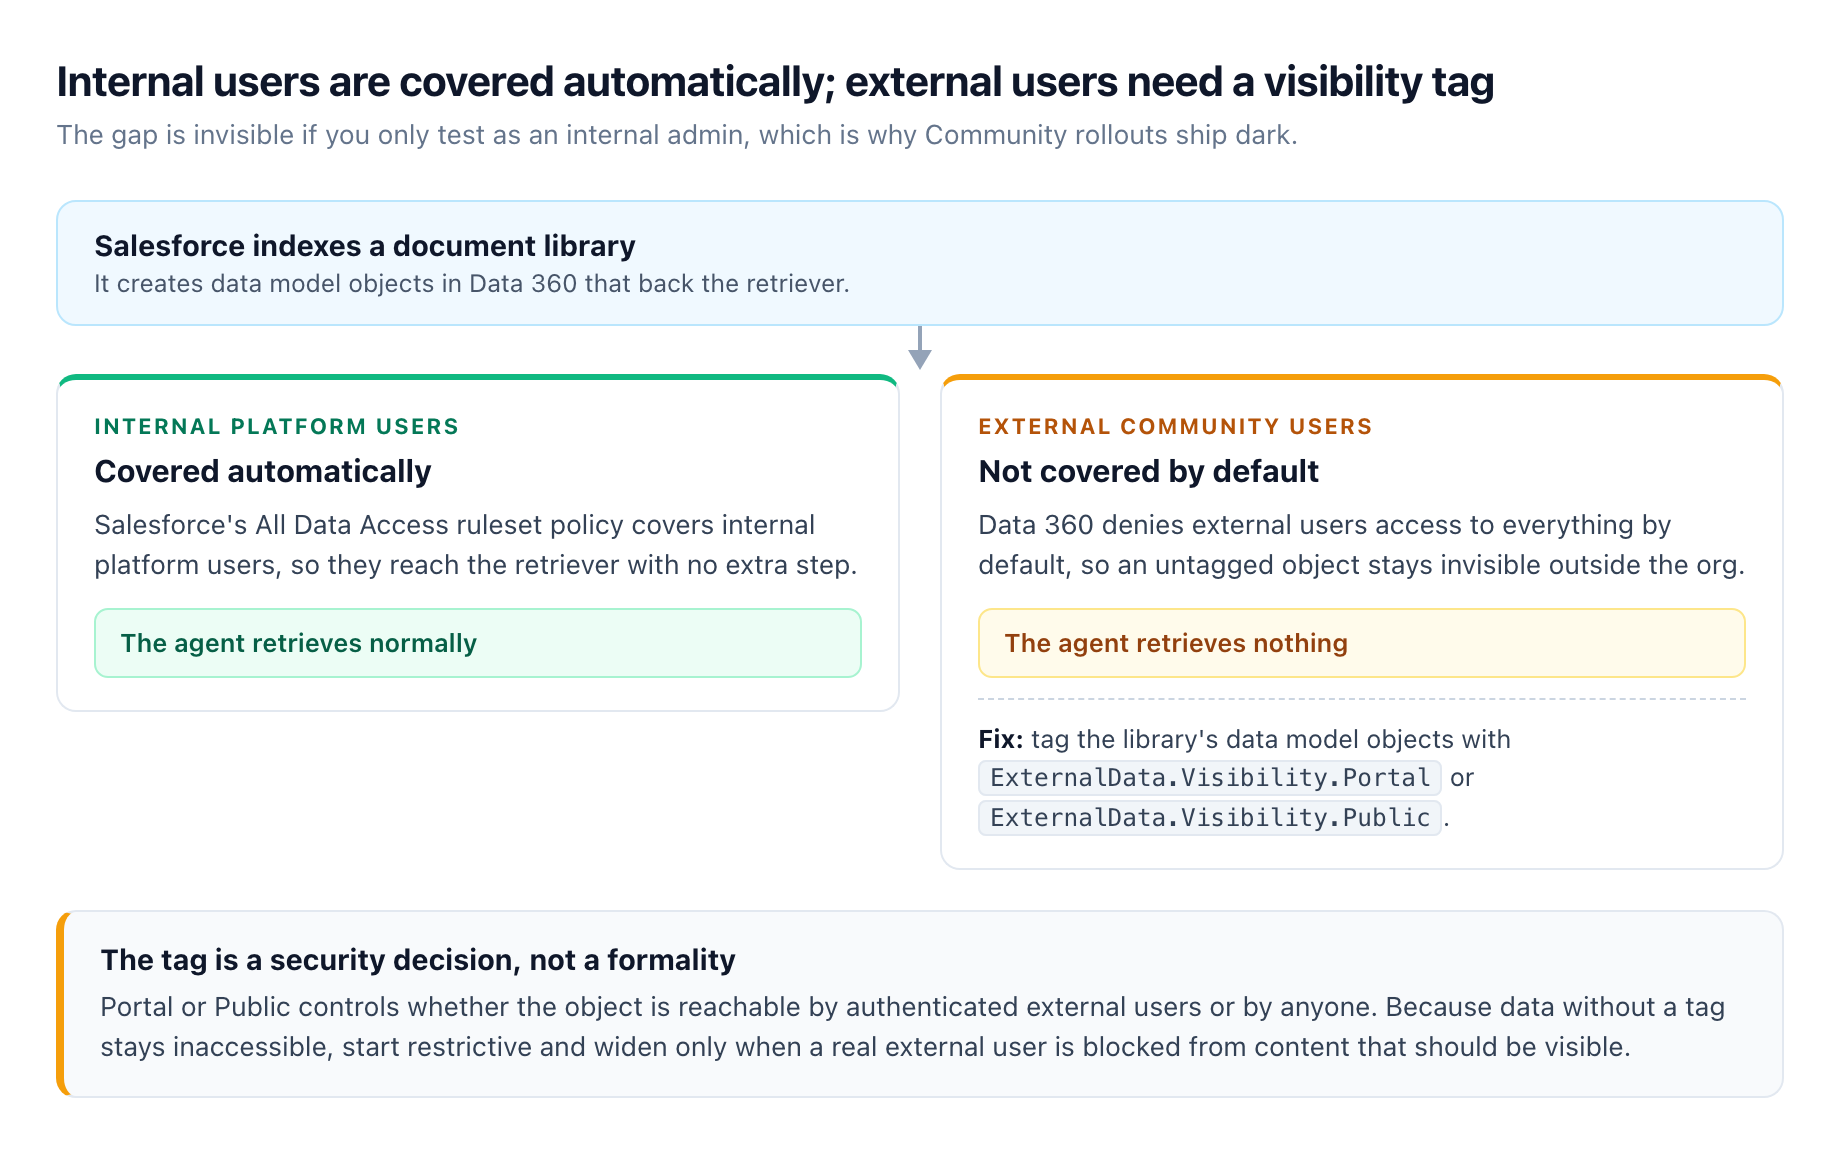 Internal users are covered automatically; external users need a visibility tag
The gap is invisible if you only test as an internal admin, which is why Community rollouts ship dark.
Salesforce indexes a document library
It creates data model objects in Data 360 that back the retriever.
INTERNAL PLATFORM USERS
Covered automatically
Salesforce's All Data Access ruleset policy covers internal
platform users, so they reach the retriever with no extra step.
The agent retrieves normally
EXTERNAL COMMUNITY USERS
Not covered by default
Data 360 denies external users access to everything by
default, so an untagged object stays invisible outside the org.
The agent retrieves nothing
Fix: tag the library's data model objects with
ExternalData.Visibility.Portal or
ExternalData.Visibility.Public.
The tag is a security decision, not a formality
Portal or Public controls whether the object is reachable by authenticated external users or by anyone. Because data without a tag
stays inaccessible, start restrictive and widen only when a real external user is blocked from content that should be visible.